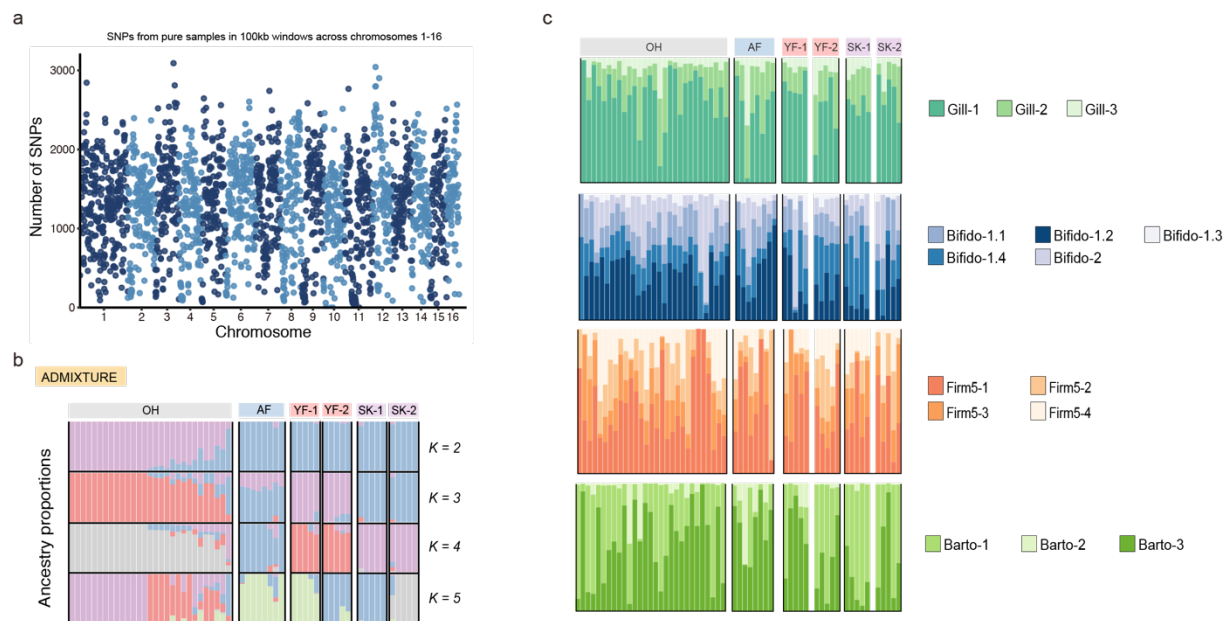 a
SNPs from pure samples in 100kb windows across chromosomes 1-16
Number of SNPs
3000
2000
1000
0
1 2 3 4 5 6 7 8 9 10 11 12 13 14 15 16
Chromosome
b
ADMIXTURE
OH AF YF-1 YF-2 SK-1 SK-2
Ancestry proportions
K = 2
K = 3
K = 4
K = 5
c
OH AF YF-1 YF-2 SK-1 SK-2
Gill-1 Gill-2 Gill-3
Bifido-1.1 Bifido-1.2 Bifido-1.3
Bifido-1.4 Bifido-2
Firm5-1 Firm5-2
Firm5-3 Firm5-4
Barto-1 Barto-2 Barto-3